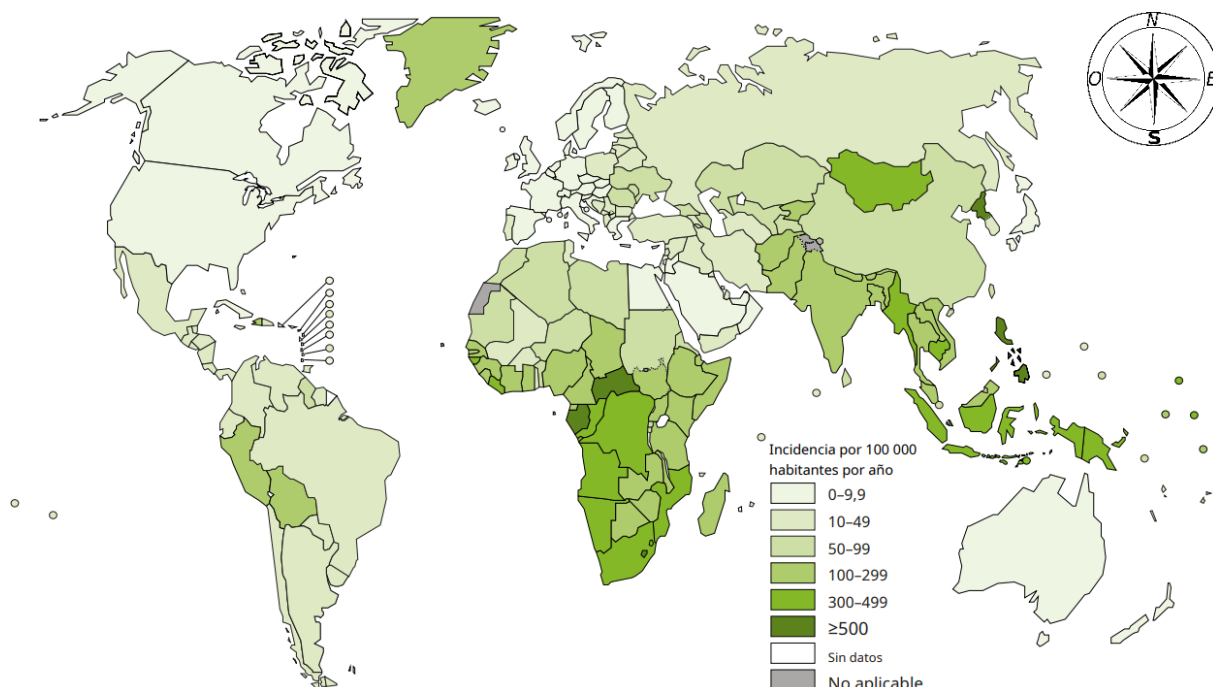 N
O
E
S
Incidencia por 100 000
habitantes por año
0–9,9
10–49
50–99
100–299
300–499
≥500
Sin datos
No aplicable